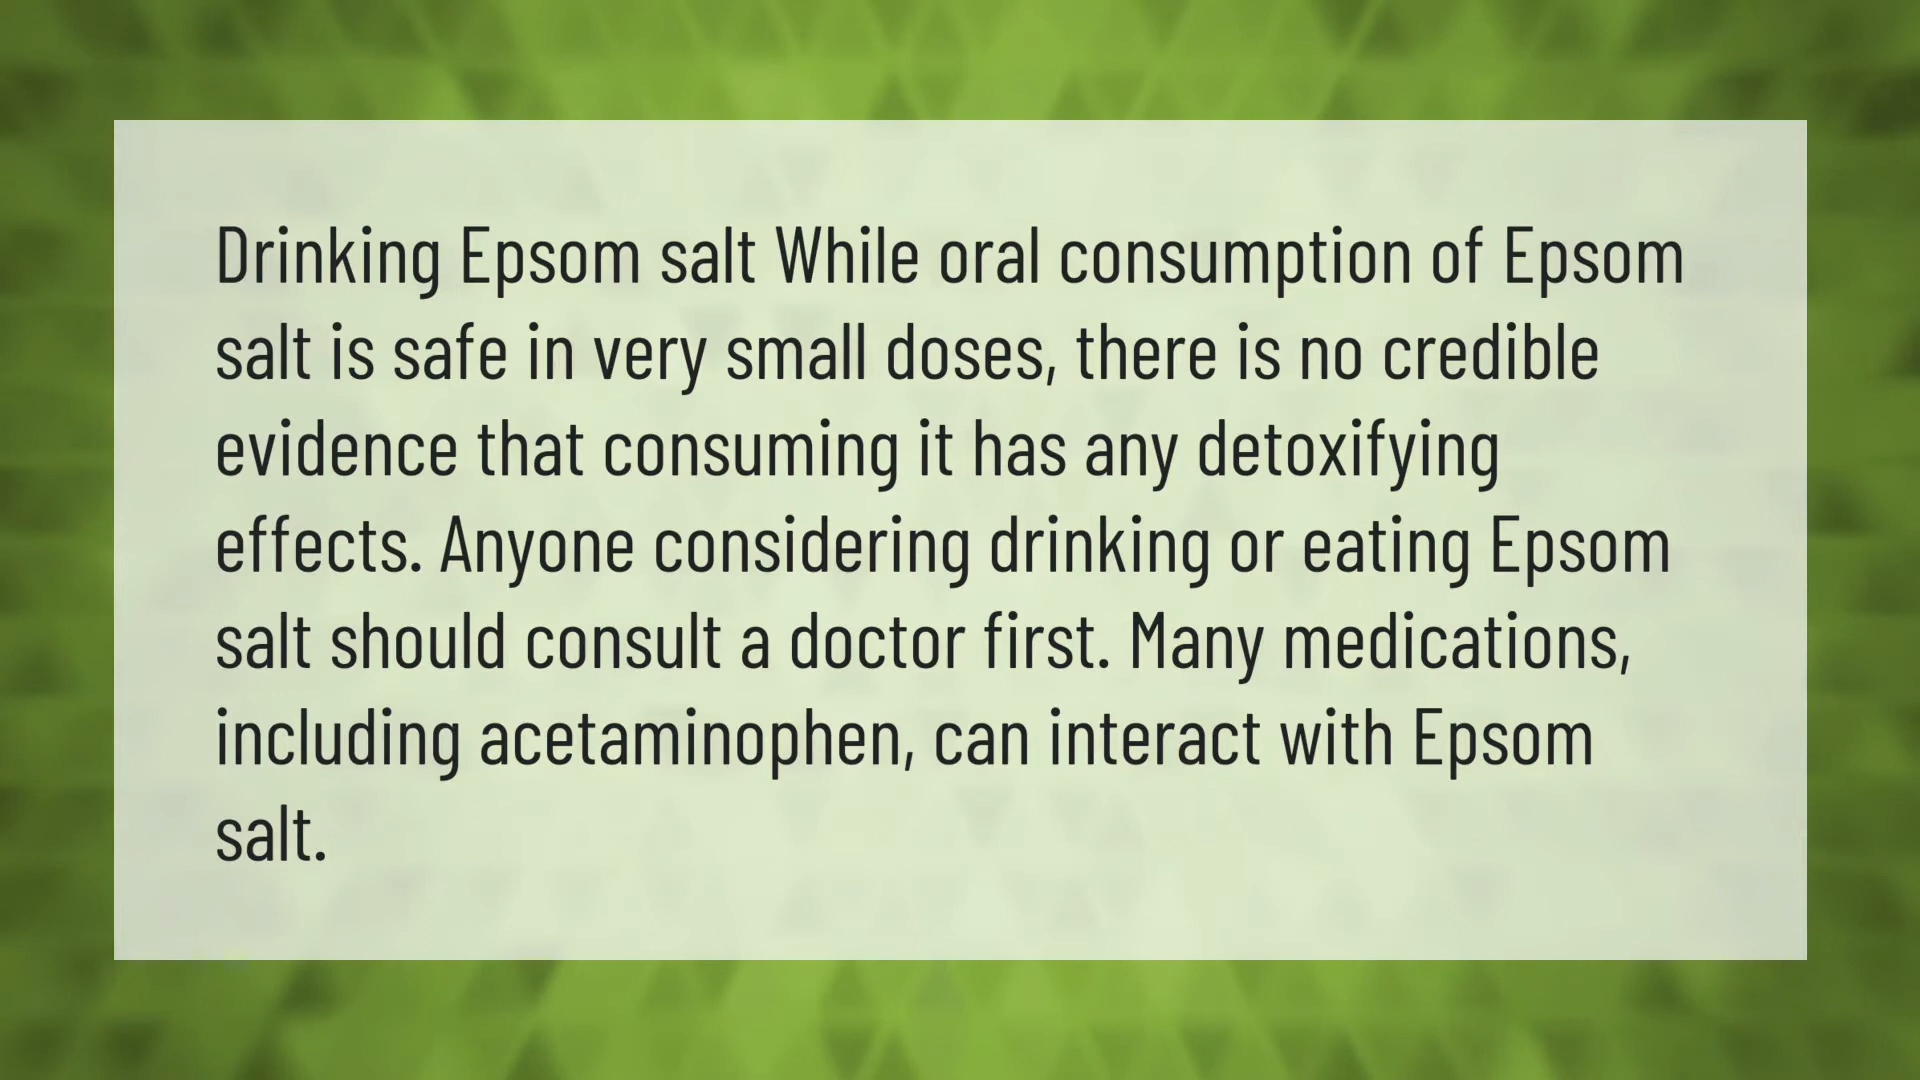 Drinking Epsom salt While oral consumption of Epsom
salt is safe in very small doses, there is no credible
evidence that consuming it has any detoxifying
effects. Anyone considering drinking or eating Epsom
salt should consult a doctor first. Many medications,
including acetaminophen, can interact with Epsom
salt.